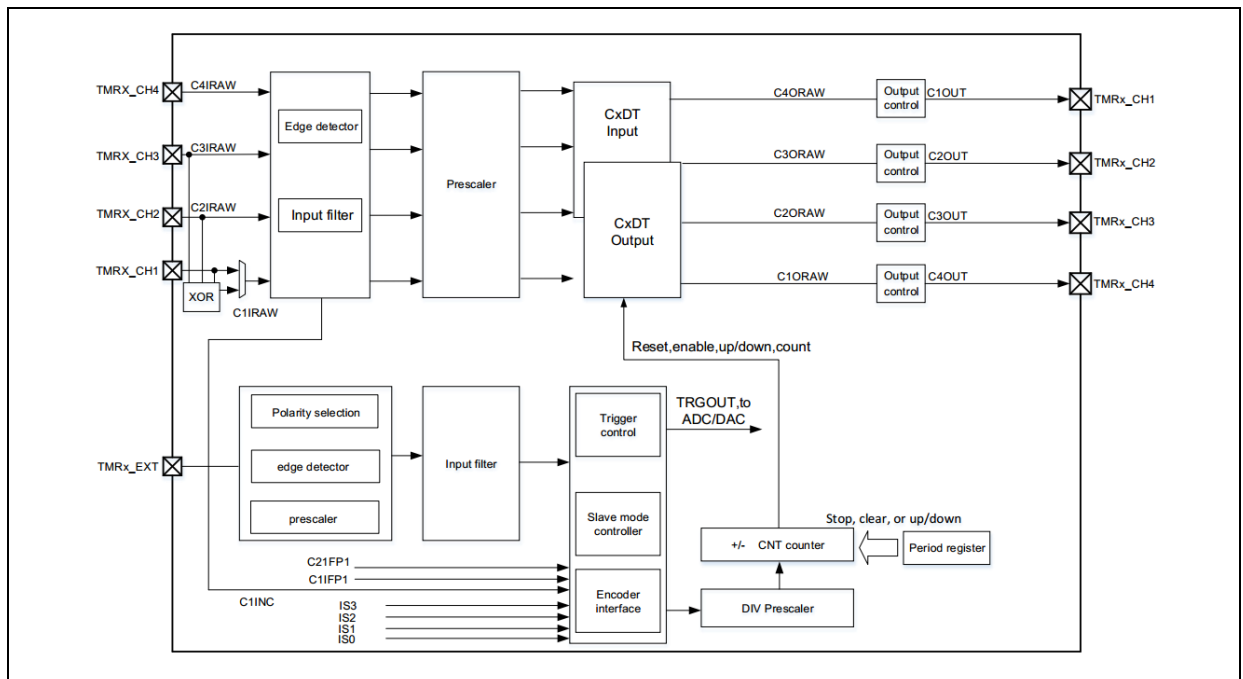 TMRX_CH4
C4IRAW
TMRX_CH3
C3IRAW
TMRX_CH2
C2IRAW
TMRX_CH1
XOR
C1IRAW
Edge detector
Input filter
Prescaler
CxDT
Input
CxDT
Output
C4ORAW
Output
control
C1OUT
TMRx_CH1
C3ORAW
Output
control
C2OUT
TMRx_CH2
C2ORAW
Output
control
C3OUT
TMRx_CH3
C1ORAW
Output
control
C4OUT
TMRx_CH4
Reset,enable,up/down,count
TMRx_EXT
Polarity selection
edge detector
prescaler
Input filter
Trigger
control
Slave mode
controller
Encoder
interface
TRGOUT,to
ADC/DAC
Stop, clear, or up/down
+/- CNT counter
Period register
DIV Prescaler
C21FP1
C1IFP1
C1INC
IS3
IS2
IS1
IS0